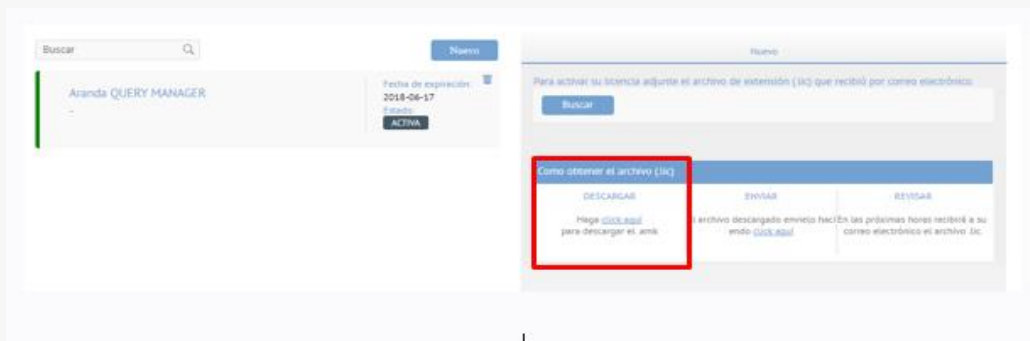 Buscar
Nuevo
Aranda QUERY MANAGER
-
Fecha de expiración:
2018-06-17
Estado:
ACTIVA
Nuevo
Para activar su licencia adjunte el archivo de extensión (.lic) que recibió por correo electrónico.
Buscar
Como obtener el archivo (.lic)
DESCARGAR
Haga click aquí
para descargar el .amk
ENVIAR
archivo descargado envíelo haci
endo click aquí
REVISAR
En las próximas horas recibirá a su
correo electrónico el archivo .lic.